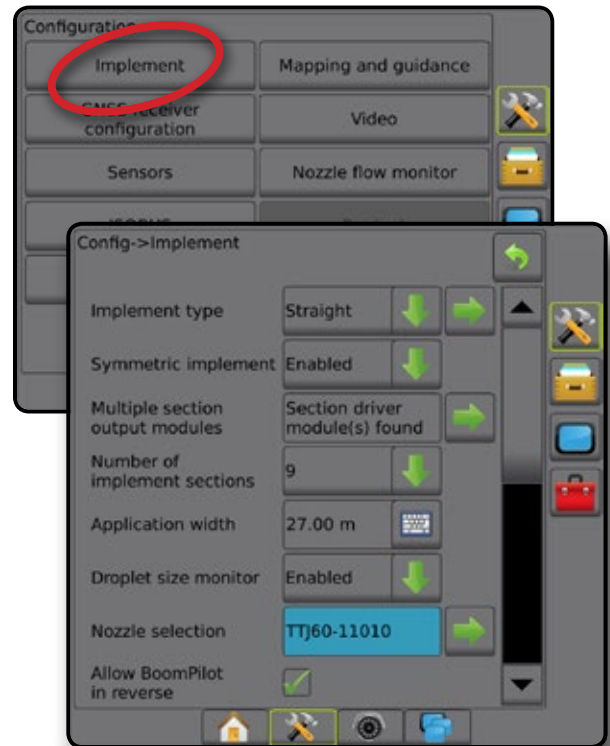 Configuration
Implement
Mapping and guidance
GNSS receiver
configuration
Video
Sensors
Nozzle flow monitor
Config->Implement
Implement type
Straight
Symmetric implement
Enabled
Multiple section
output modules
Section driver
module(s) found
Number of
implement sections
9
Application width
27.00 m
Droplet size monitor
Enabled
Nozzle selection
TTJ60-11010
Allow BoomPilot
in reverse